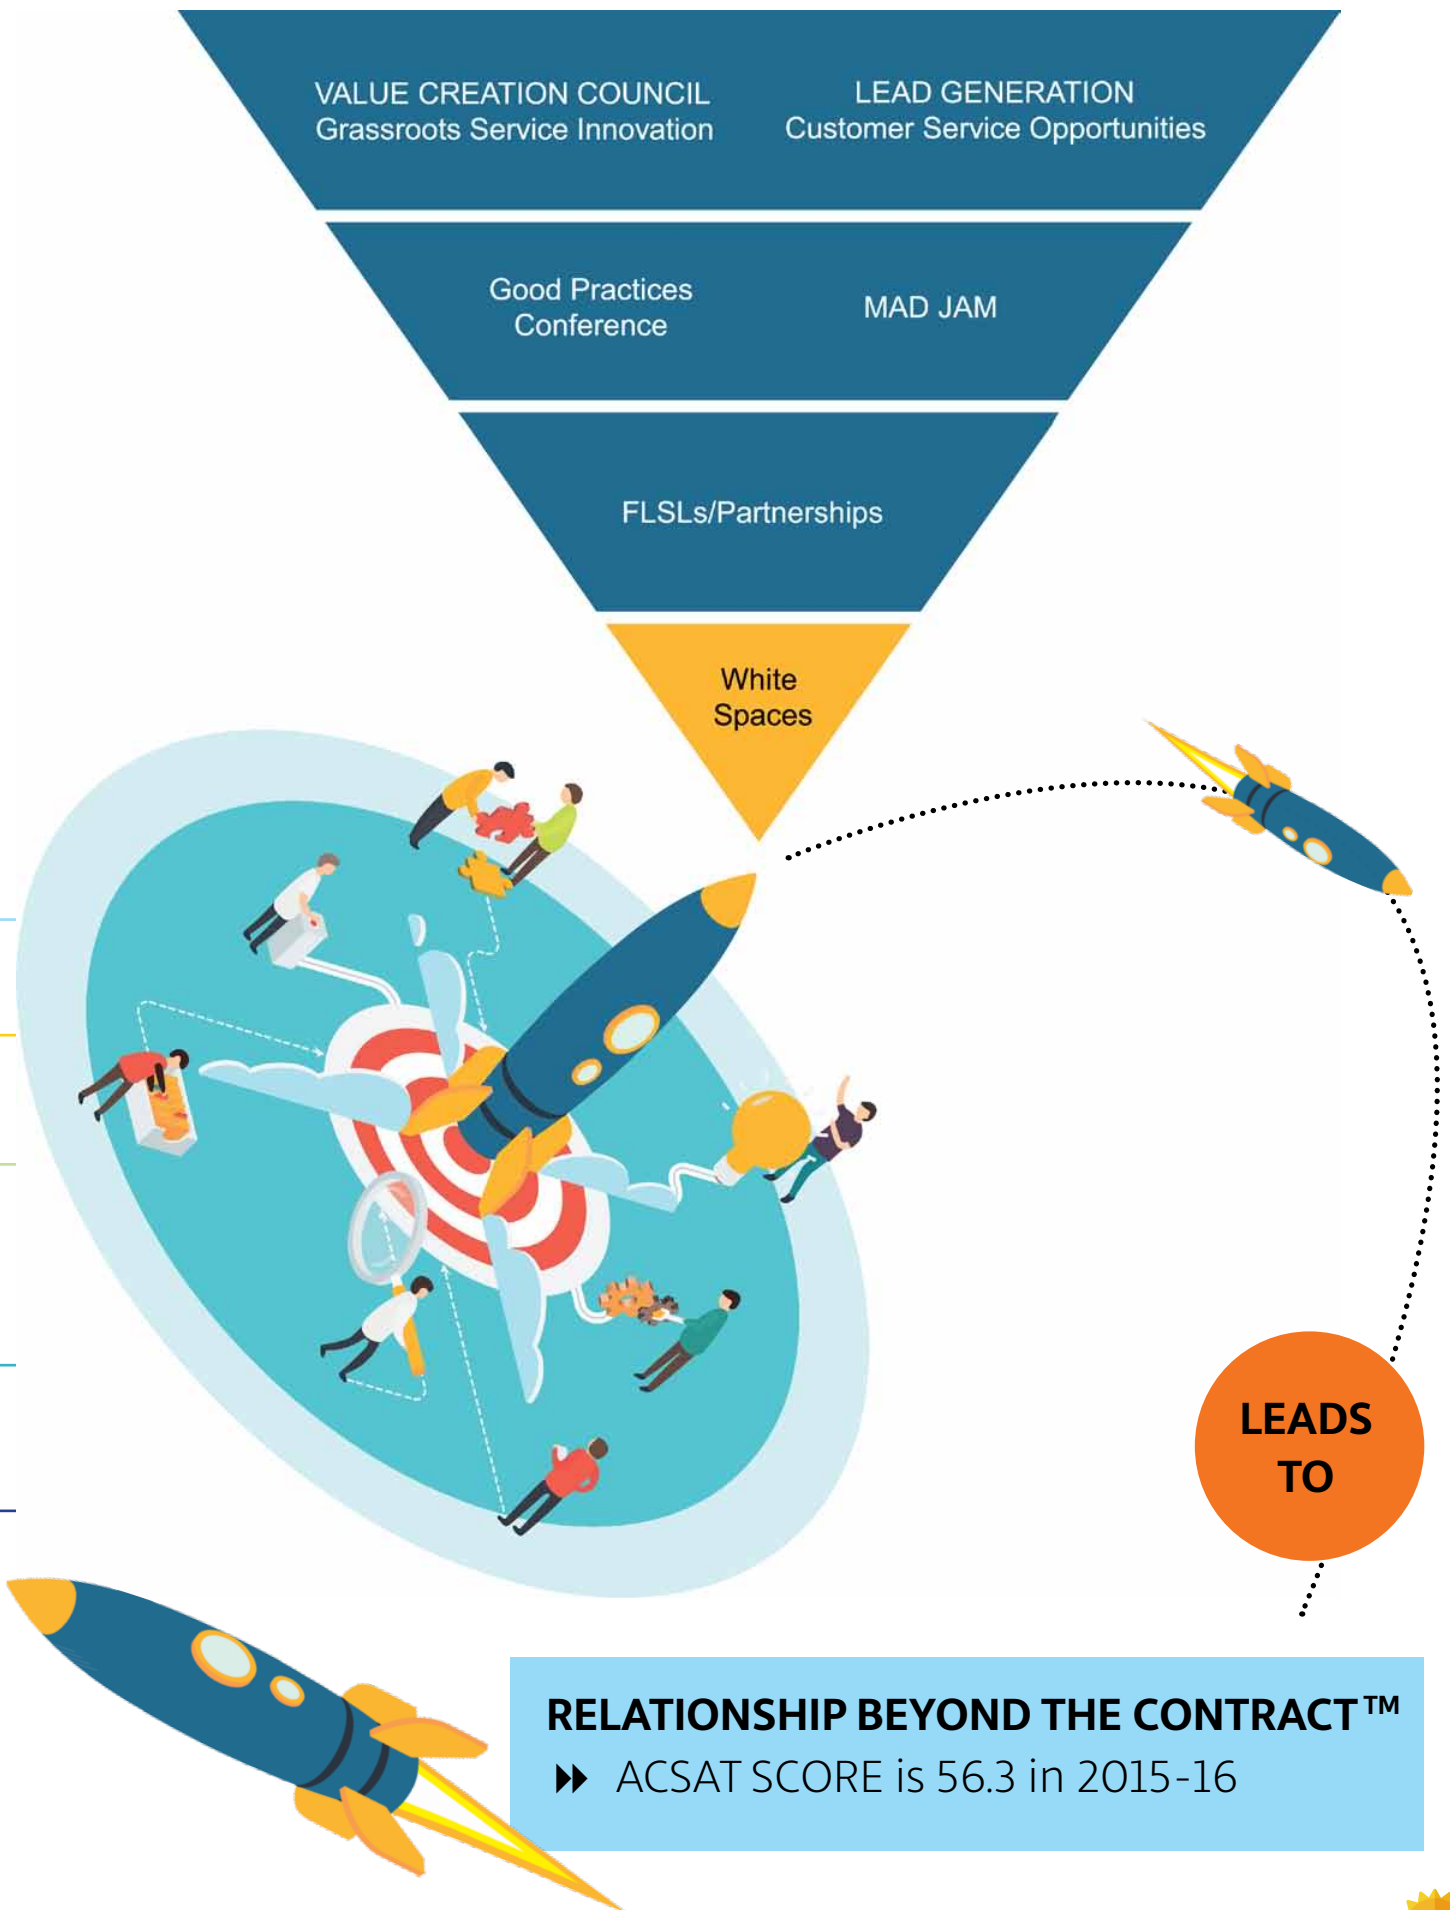 VALUE CREATION COUNCIL
Grassroots Service Innovation
LEAD GENERATION
Customer Service Opportunities
Good Practices
Conference
MAD JAM
FLSLs/Partnerships
White
Spaces
LEADS
TO
RELATIONSHIP BEYOND THE CONTRACT™
ACSAT SCORE is 56.3 in 2015-16